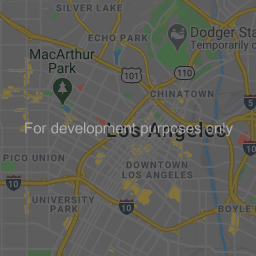 SILVER LAKE
Dodger Sta
Temporarily c
ECHO PARK
MacArthur
Park
101
110
CHINATOWN
5
For development purposes only
Los Angeles
PICO UNION
DOWNTOWN
LOS ANGELES
10
10
UNIVERSITY
PARK
10
BOYLE